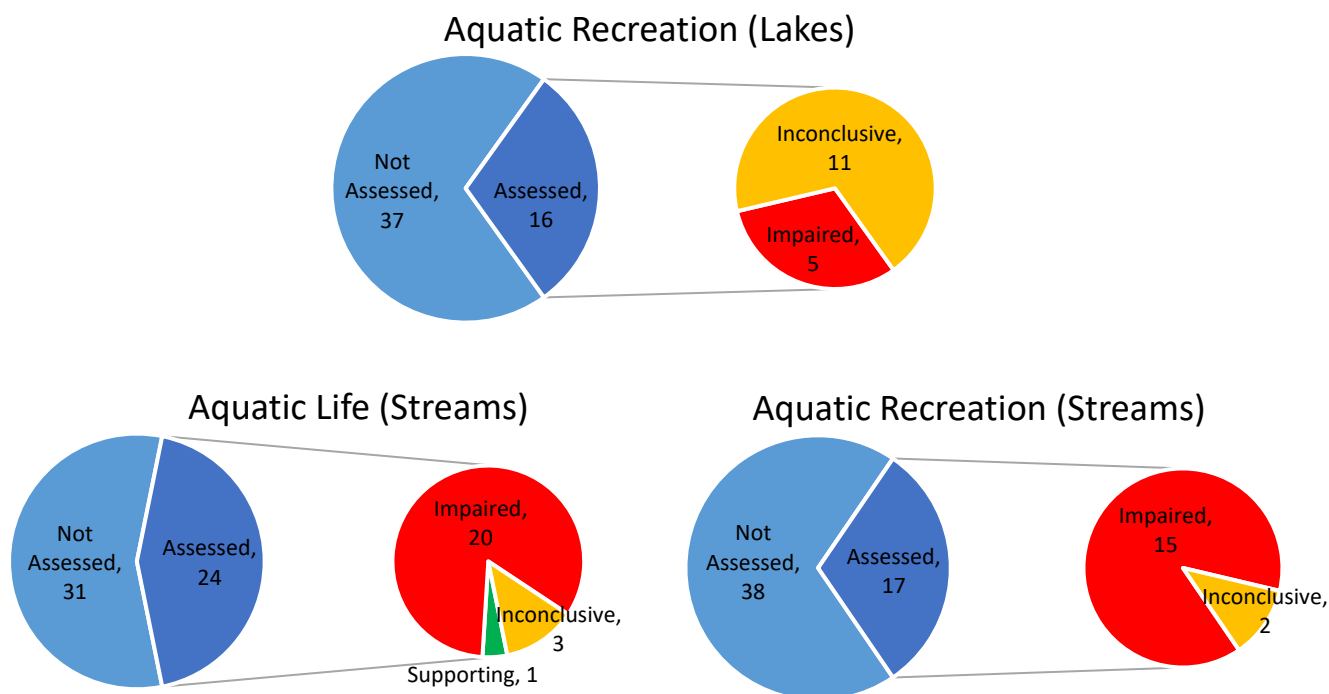 Aquatic Recreation (Lakes)
Not
Assessed,
37
Assessed,
16
Inconclusive,
11
Impaired,
5
Aquatic Life (Streams)
Not
Assessed,
31
Assessed,
24
Impaired,
20
Inconclusive,
3
Supporting, 1
Aquatic Recreation (Streams)
Not
Assessed,
38
Assessed,
17
Impaired,
15
Inconclusive,
2